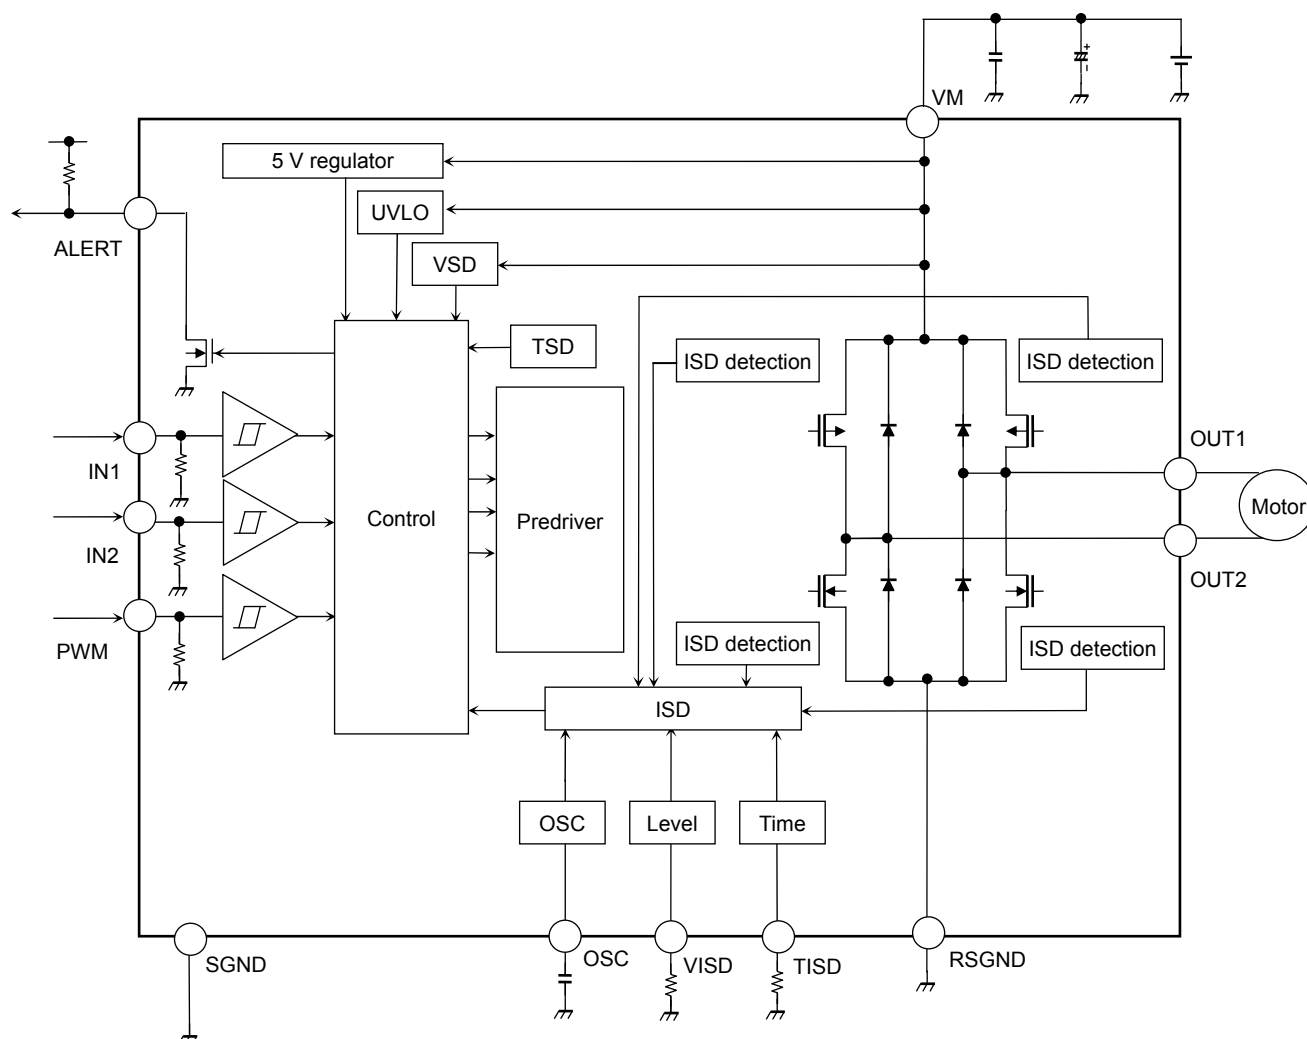 VM
5 V regulator
UVLO
ALERT
VSD
TSD
ISD detection
ISD detection
OUT1
IN1
Motor
Control
Predriver
IN2
OUT2
PWM
ISD detection
ISD detection
ISD
OSC
Level
Time
SGND
OSC
VISD
TISD
RSGND
+
−